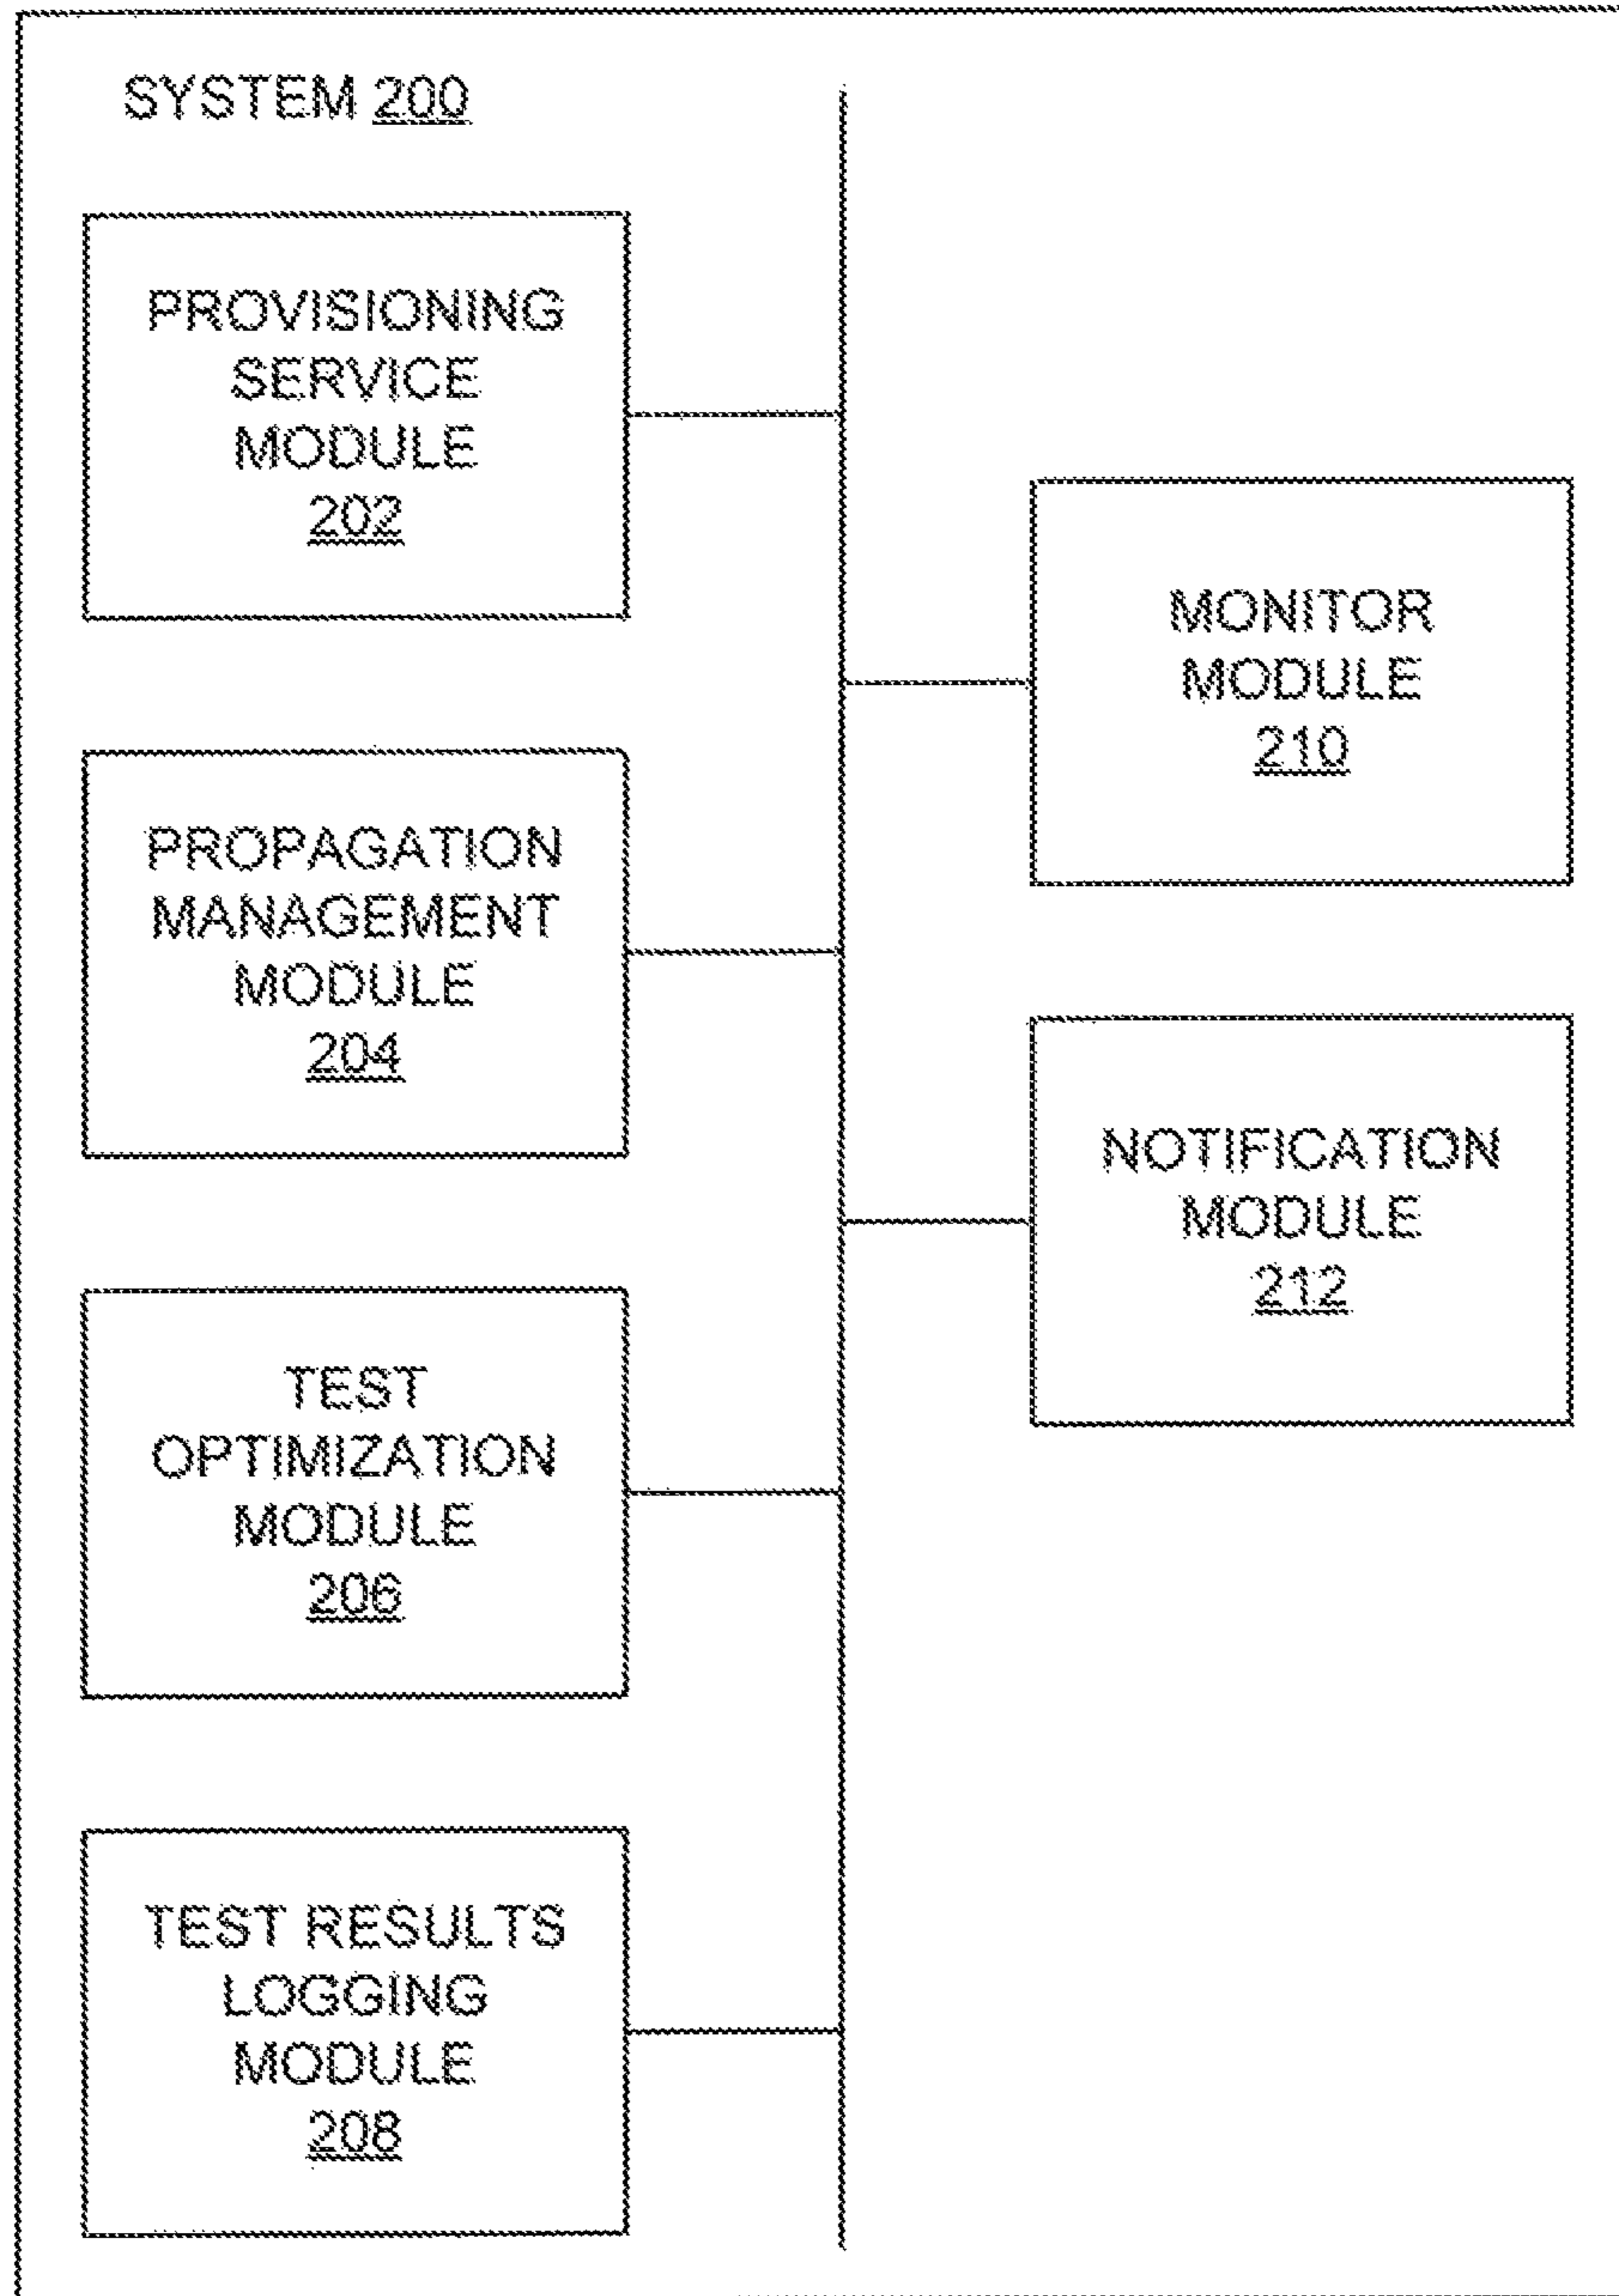 SYSTEM 200
PROVISIONING
SERVICE
MODULE
202
PROPAGATION
MANAGEMENT
MODULE
204
TEST
OPTIMIZATION
MODULE
206
TEST RESULTS
LOGGING
MODULE
208
MONITOR
MODULE
210
NOTIFICATION
MODULE
212